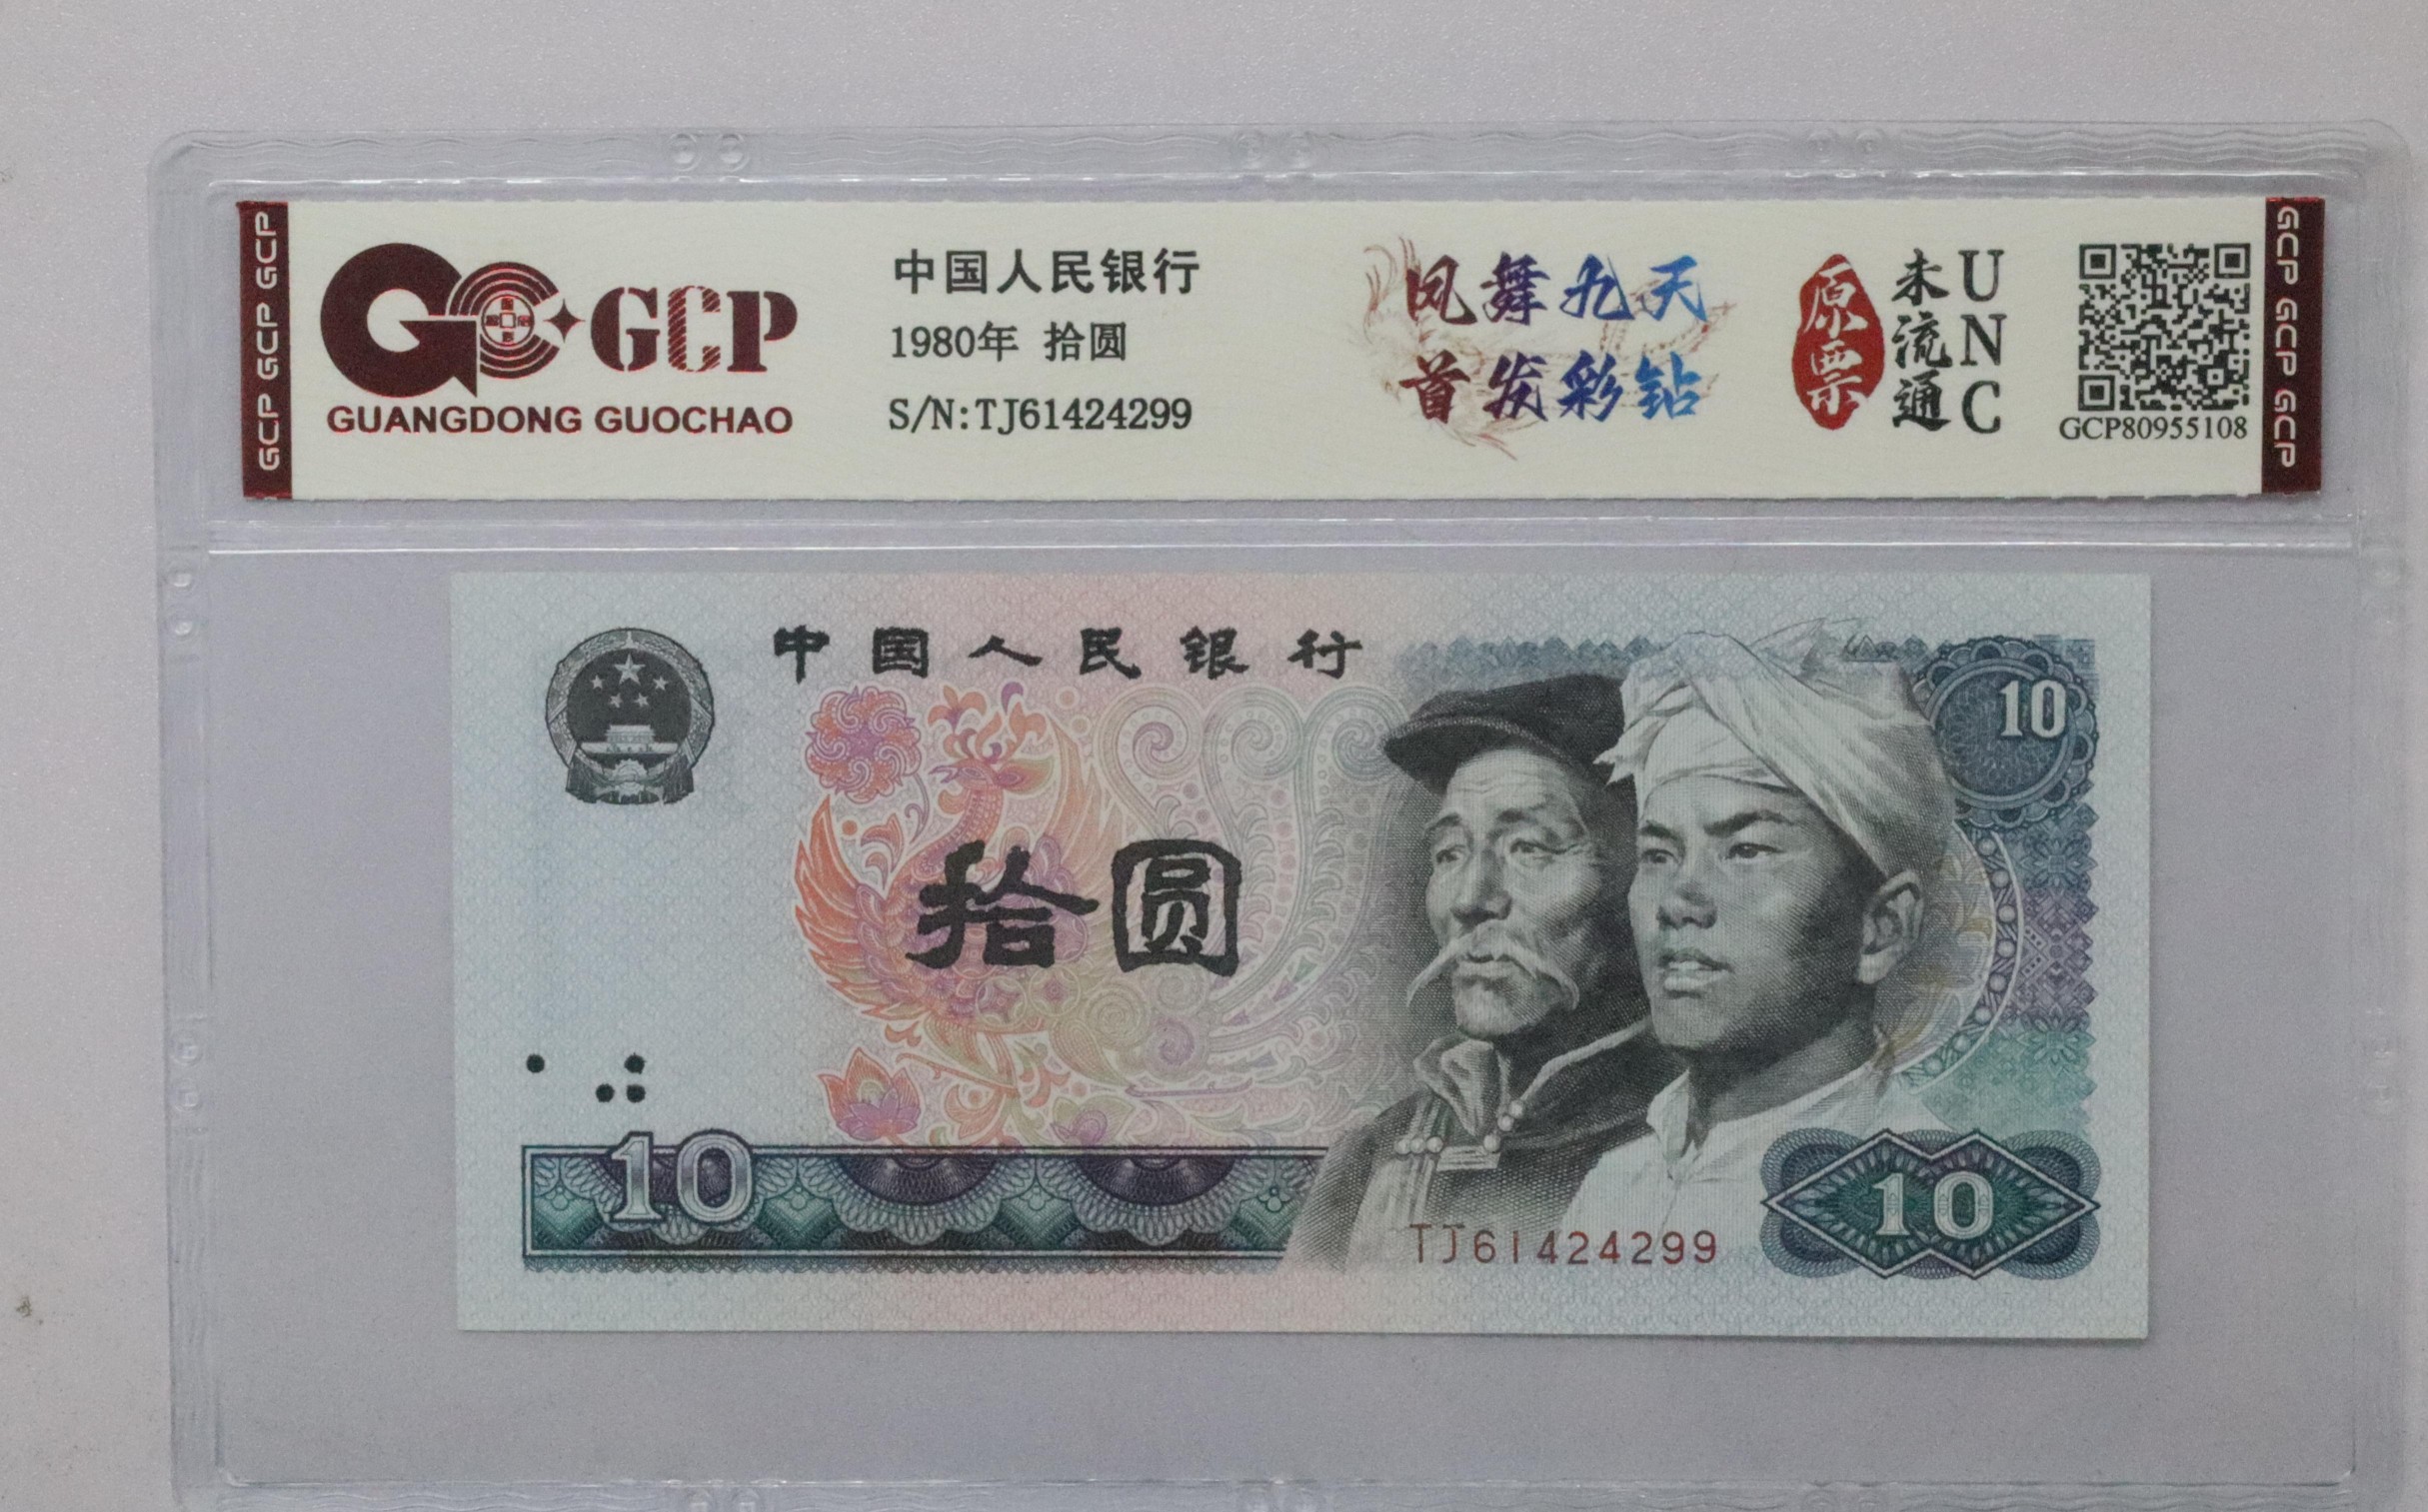 GCP GCP GCP
GCP
GUANGDONG GUOCHAO
中国人民银行
1980年 拾圆
S/N:TJ61424299
凤舞九天
首发彩钻
原票
未流通
UNC
GCP80955108
GCP GCP GCP
中国人民银行
10
拾圆
10
TJ61424299
10